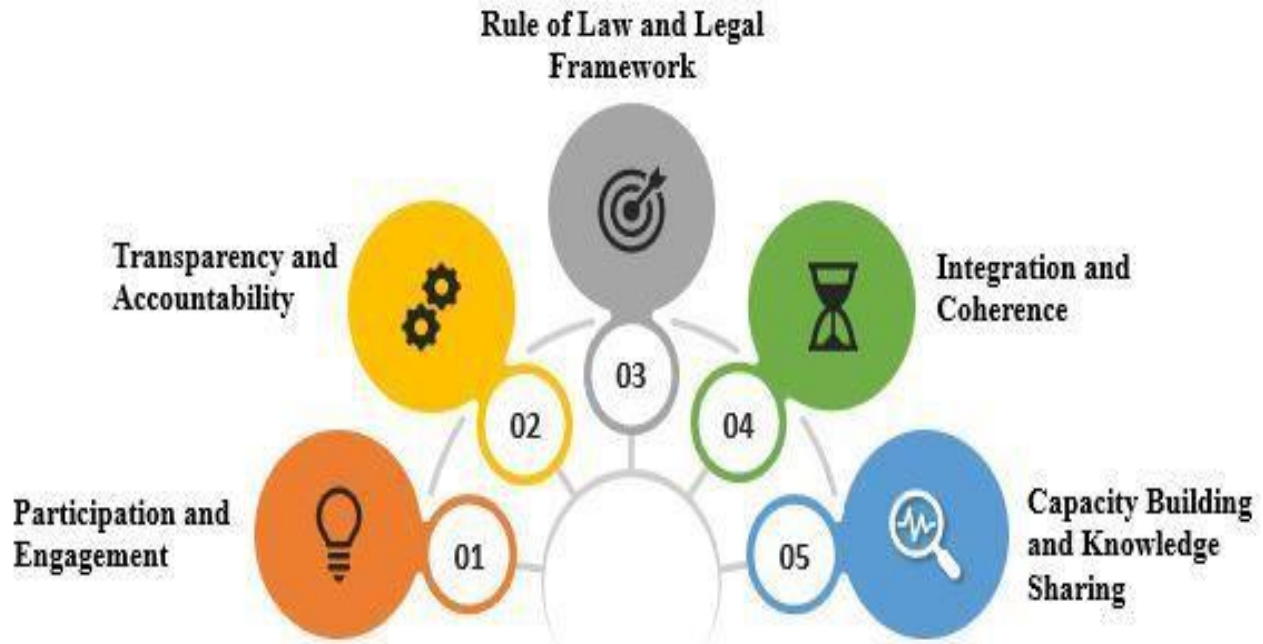 Rule of Law and Legal
Framework
Transparency and
Accountability
Integration and
Coherence
03
02
04
Participation and
Engagement
01
05
Capacity Building
and Knowledge
Sharing